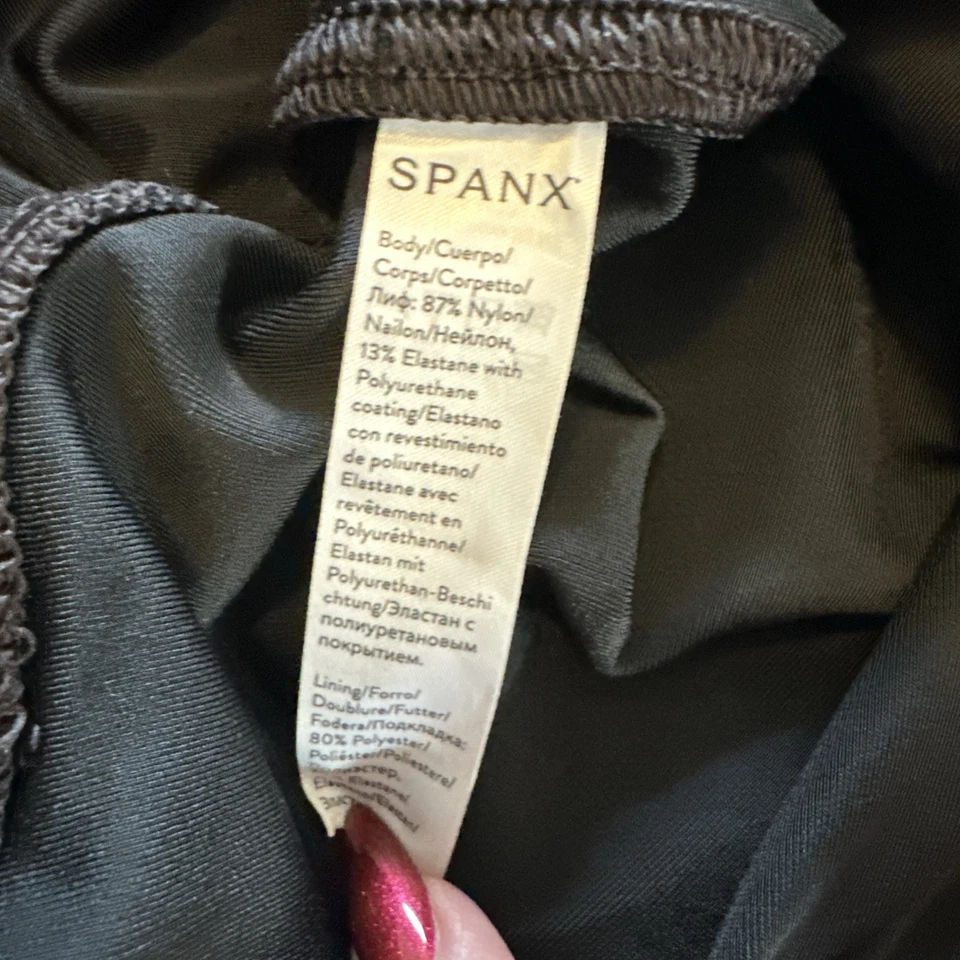 SPANX
Body/Cuerpo/
Corps/Corpetto/
Лиф: 87% Nylon/
Nailon/Нейлон,
13% Elastane with
Polyurethane
coating/Elastano
con revestimiento
de poliuretano/
Elastane avec
revêtement en
Polyuréthanne/
Elastan mit
Polyurethan-Beschi
chtung/Эластан с
полиуретановым
покрытием.
Lining/Forro/
Doublure/Futter/
Fodera/Подкладка:
80% Polyester/
Poliéster/Poliestere/